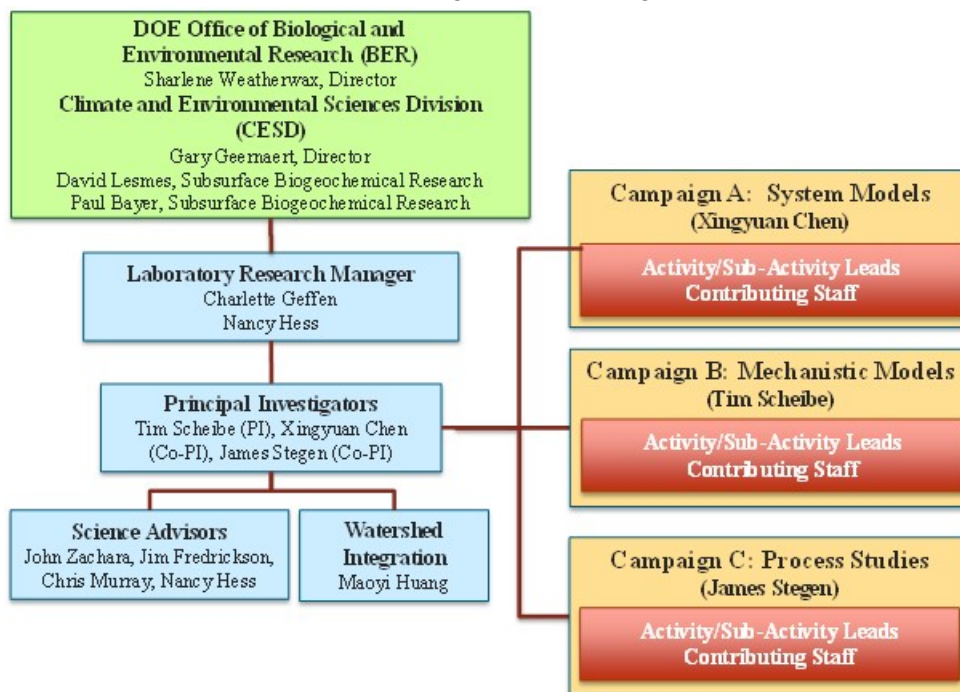 DOE Office of Biological and
Environmental Research (BER)
Sharlene Weatherwax, Director
Climate and Environmental Sciences Division
(CESD)
Gary Geernaert, Director
David Lesmes, Subsurface Biogeochemical Research
Paul Bayer, Subsurface Biogeochemical Research
Laboratory Research Manager
Charlette Geffen
Nancy Hess
Principal Investigators
Tim Scheibe (PI), Xingyuan Chen
(Co-PI), James Stegen (Co-PI)
Science Advisors
John Zachara, Jim Fredrickson,
Chris Murray, Nancy Hess
Watershed
Integration
Maoyi Huang
Campaign A: System Models
(Xingyuan Chen)
Activity/Sub-Activity Leads
Contributing Staff
Campaign B: Mechanistic Models
(Tim Scheibe)
Activity/Sub-Activity Leads
Contributing Staff
Campaign C: Process Studies
(James Stegen)
Activity/Sub-Activity Leads
Contributing Staff